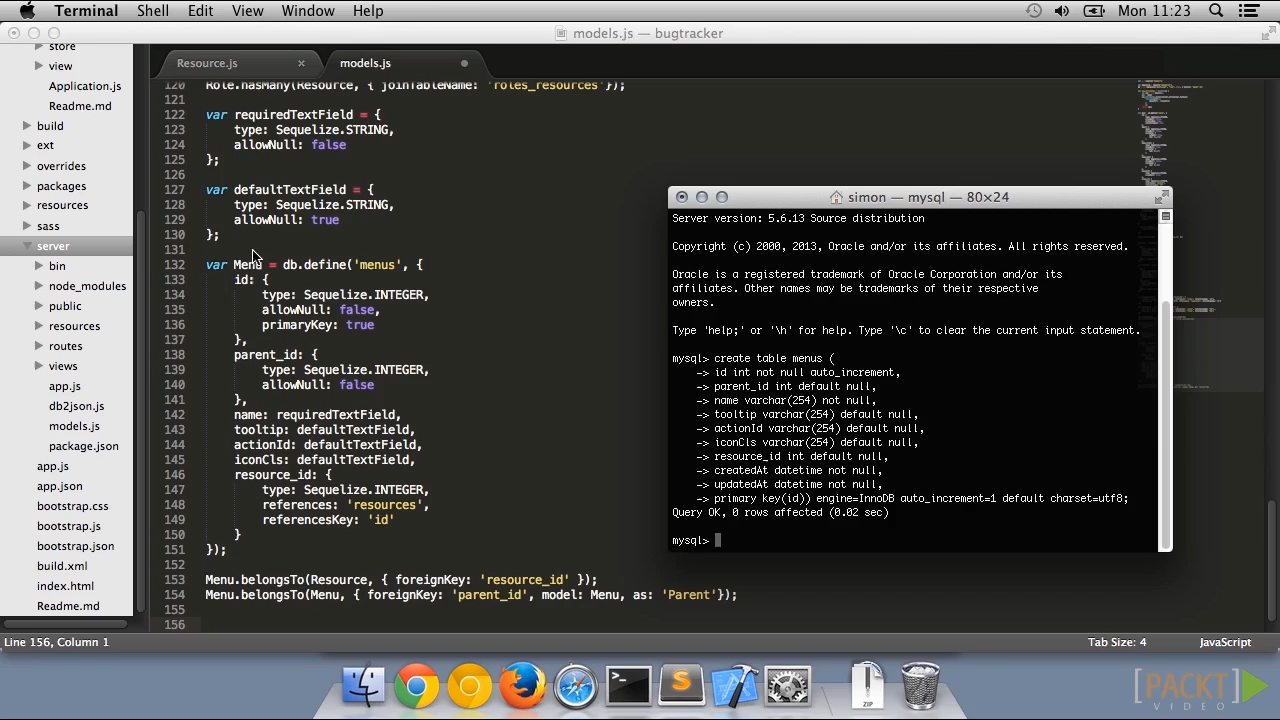 Terminal Shell Edit View Window Help Mon 11:23
models.js — bugtracker
store
view
Application.js
Readme.md
build
ext
overrides
packages
resources
sass
server
bin
node_modules
public
resources
routes
views
app.js
db2json.js
models.js
package.json
app.js
app.json
bootstrap.css
bootstrap.js
bootstrap.json
build.xml
index.html
Readme.md
Resource.js × models.js
120 Role.hasMany(Resource, { joinTableName: 'roles_resources'});
121
122 var requiredTextField = {
123 type: Sequelize.STRING,
124 allowNull: false
125 };
126
127 var defaultTextField = {
128 type: Sequelize.STRING,
129 allowNull: true
130 };
131
132 var Menu = db.define('menus', {
133 id: {
134 type: Sequelize.INTEGER,
135 allowNull: false,
136 primaryKey: true
137 },
138 parent_id: {
139 type: Sequelize.INTEGER,
140 allowNull: false
141 },
142 name: requiredTextField,
143 tooltip: defaultTextField,
144 actionId: defaultTextField,
145 iconCls: defaultTextField,
146 resource_id: {
147 type: Sequelize.INTEGER,
148 references: 'resources',
149 referencesKey: 'id'
150 }
151 });
152
153 Menu.belongsTo(Resource, { foreignKey: 'resource_id' });
154 Menu.belongsTo(Menu, { foreignKey: 'parent_id', model: Menu, as: 'Parent'});
155
156
simon — mysql — 80×24
Server version: 5.6.13 Source distribution
Copyright (c) 2000, 2013, Oracle and/or its affiliates. All rights reserved.
Oracle is a registered trademark of Oracle Corporation and/or its
affiliates. Other names may be trademarks of their respective
owners.
Type 'help;' or '\h' for help. Type '\c' to clear the current input statement.
mysql> create table menus (
-> id int not null auto_increment,
-> parent_id int default null,
-> name varchar(254) not null,
-> tooltip varchar(254) default null,
-> actionId varchar(254) default null,
-> iconCls varchar(254) default null,
-> resource_id int default null,
-> createdAt datetime not null,
-> updatedAt datetime not null,
-> primary key(id)) engine=InnoDB auto_increment=1 default charset=utf8;
Query OK, 0 rows affected (0.02 sec)
mysql>
Line 156, Column 1 Tab Size: 4 JavaScript
ZIP
[PACKT]
VIDEO